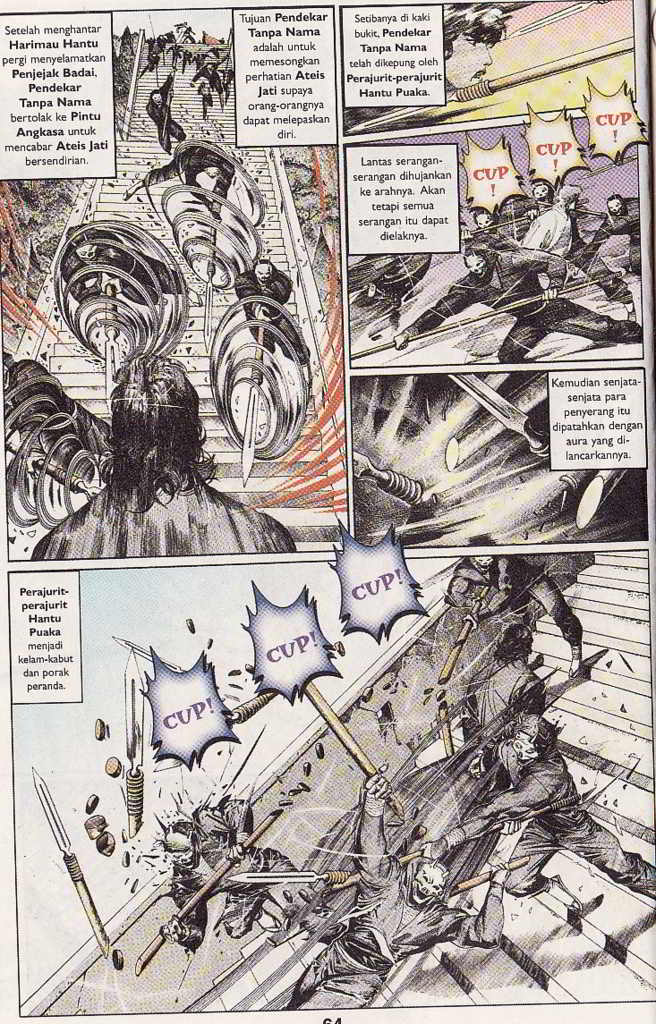 Setelah menghantar
Harimau Hantu
pergi menyelamatkan
Penjejak Badai,
Pendekar
Tanpa Nama
bertolak ke Pintu
Angkasa untuk
mencabar Ateis Jati
bersendirian.
Tujuan Pendekar
Tanpa Nama
adalah untuk
memesongkan
perhatian Ateis
Jati supaya
orang-orangnya
dapat melepaskan
diri.
Setibanya di kaki
bukit, Pendekar
Tanpa Nama
telah dikepung oleh
Perajurit-perajurit
Hantu Puaka.
Lantas serangan-
serangan dihujankan
ke arahnya. Akan
tetapi semua
serangan itu dapat
dielaknya.
CUP
!
CUP
!
CUP
!
Kemudian senjata-
senjata para
penyerang itu
dipatahkan dengan
aura yang di-
lancarkannya.
Perajurit-
perajurit
Hantu
Puaka
menjadi
kelam-kabut
dan porak
peranda.
CUP!
CUP!
CUP!
64